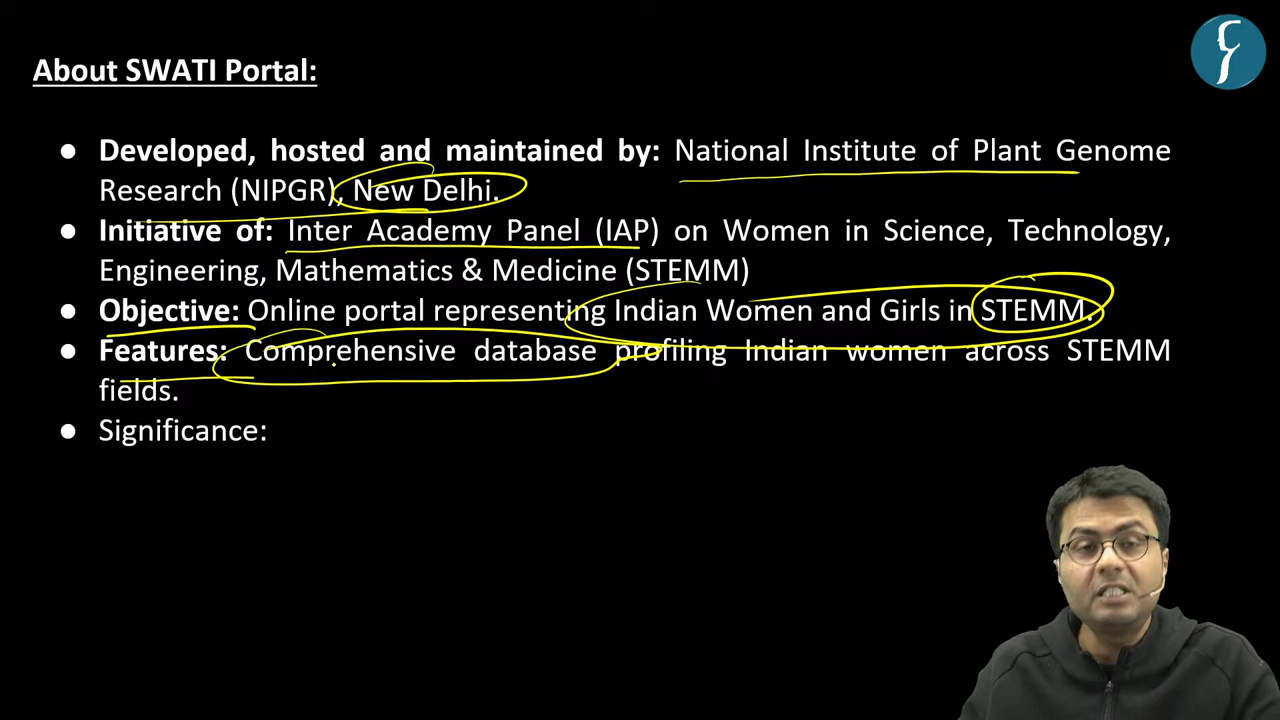 About SWATI Portal:
● Developed, hosted and maintained by: National Institute of Plant Genome
Research (NIPGR), New Delhi.
● Initiative of: Inter Academy Panel (IAP) on Women in Science, Technology,
Engineering, Mathematics & Medicine (STEMM)
● Objective: Online portal representing Indian Women and Girls in STEMM.
● Features: Comprehensive database profiling Indian women across STEMM
fields.
● Significance: